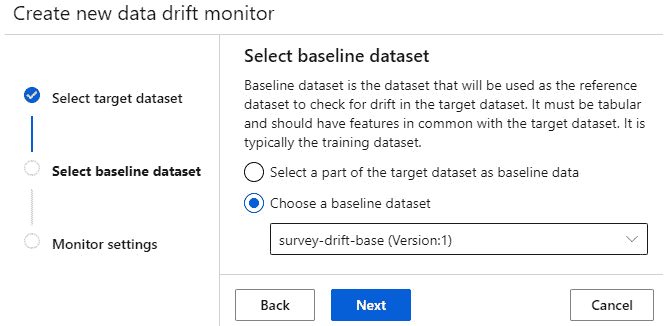 Create new data drift monitor
Select target dataset
Select baseline dataset
Monitor settings
Select baseline dataset
Baseline dataset is the dataset that will be used as the reference
dataset to check for drift in the target dataset. It must be tabular
and should have features in common with the target dataset. It is
typically the training dataset.
Select a part of the target dataset as baseline data
Choose a baseline dataset
survey-drift-base (Version:1)
Back
Next
Cancel